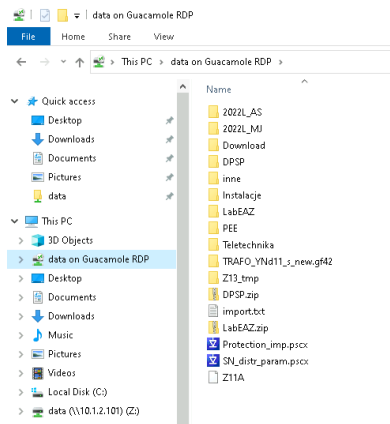 data on Guacamole RDP
File Home Share View
This PC data on Guacamole RDP
Quick access
Desktop
Downloads
Documents
Pictures
data
This PC
3D Objects
data on Guacamole RDP
Desktop
Documents
Downloads
Music
Pictures
Videos
Local Disk (C:)
data (\\10.1.2.101) (Z:)
Name
2022L_AS
2022L_MJ
Download
DPSP
inne
Instalacje
LabEAZ
PEE
Teletechnika
TRAFO_YNd11_s_new.gf42
Z13_tmp
DPSP.zip
import.txt
LabEAZ.zip
Protection_imp.pscx
SN_distr_param.pscx
Z11A